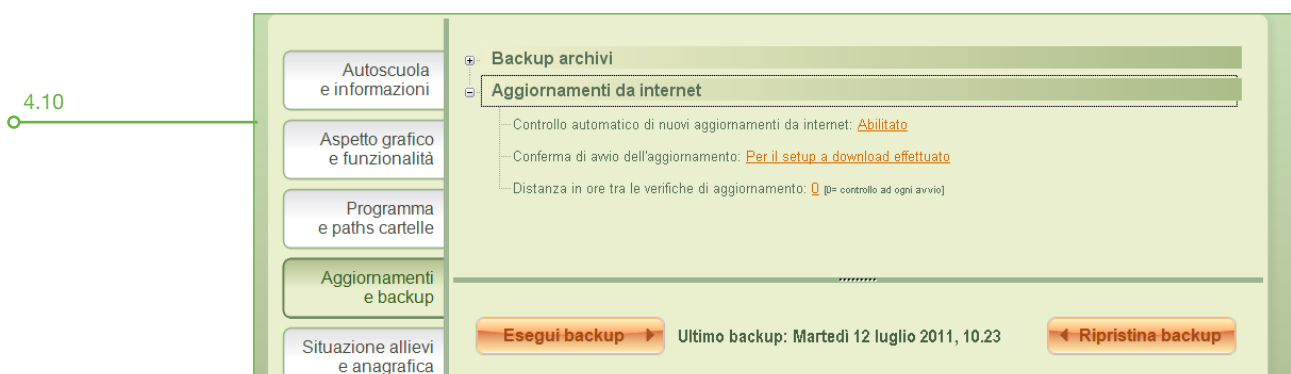 4.10
Autoscuola
e informazioni
Aspetto grafico
e funzionalità
Programma
e paths cartelle
Aggiornamenti
e backup
Situazione allievi
e anagrafica
Backup archivi
Aggiornamenti da internet
Controllo automatico di nuovi aggiornamenti da internet: Abilitato
Conferma di avvio dell'aggiornamento: Per il setup a download effettuato
Distanza in ore tra le verifiche di aggiornamento: 0 [0= controllo ad ogni avvio]
Esegui backup Ultimo backup: Martedì 12 luglio 2011, 10.23 Ripristina backup